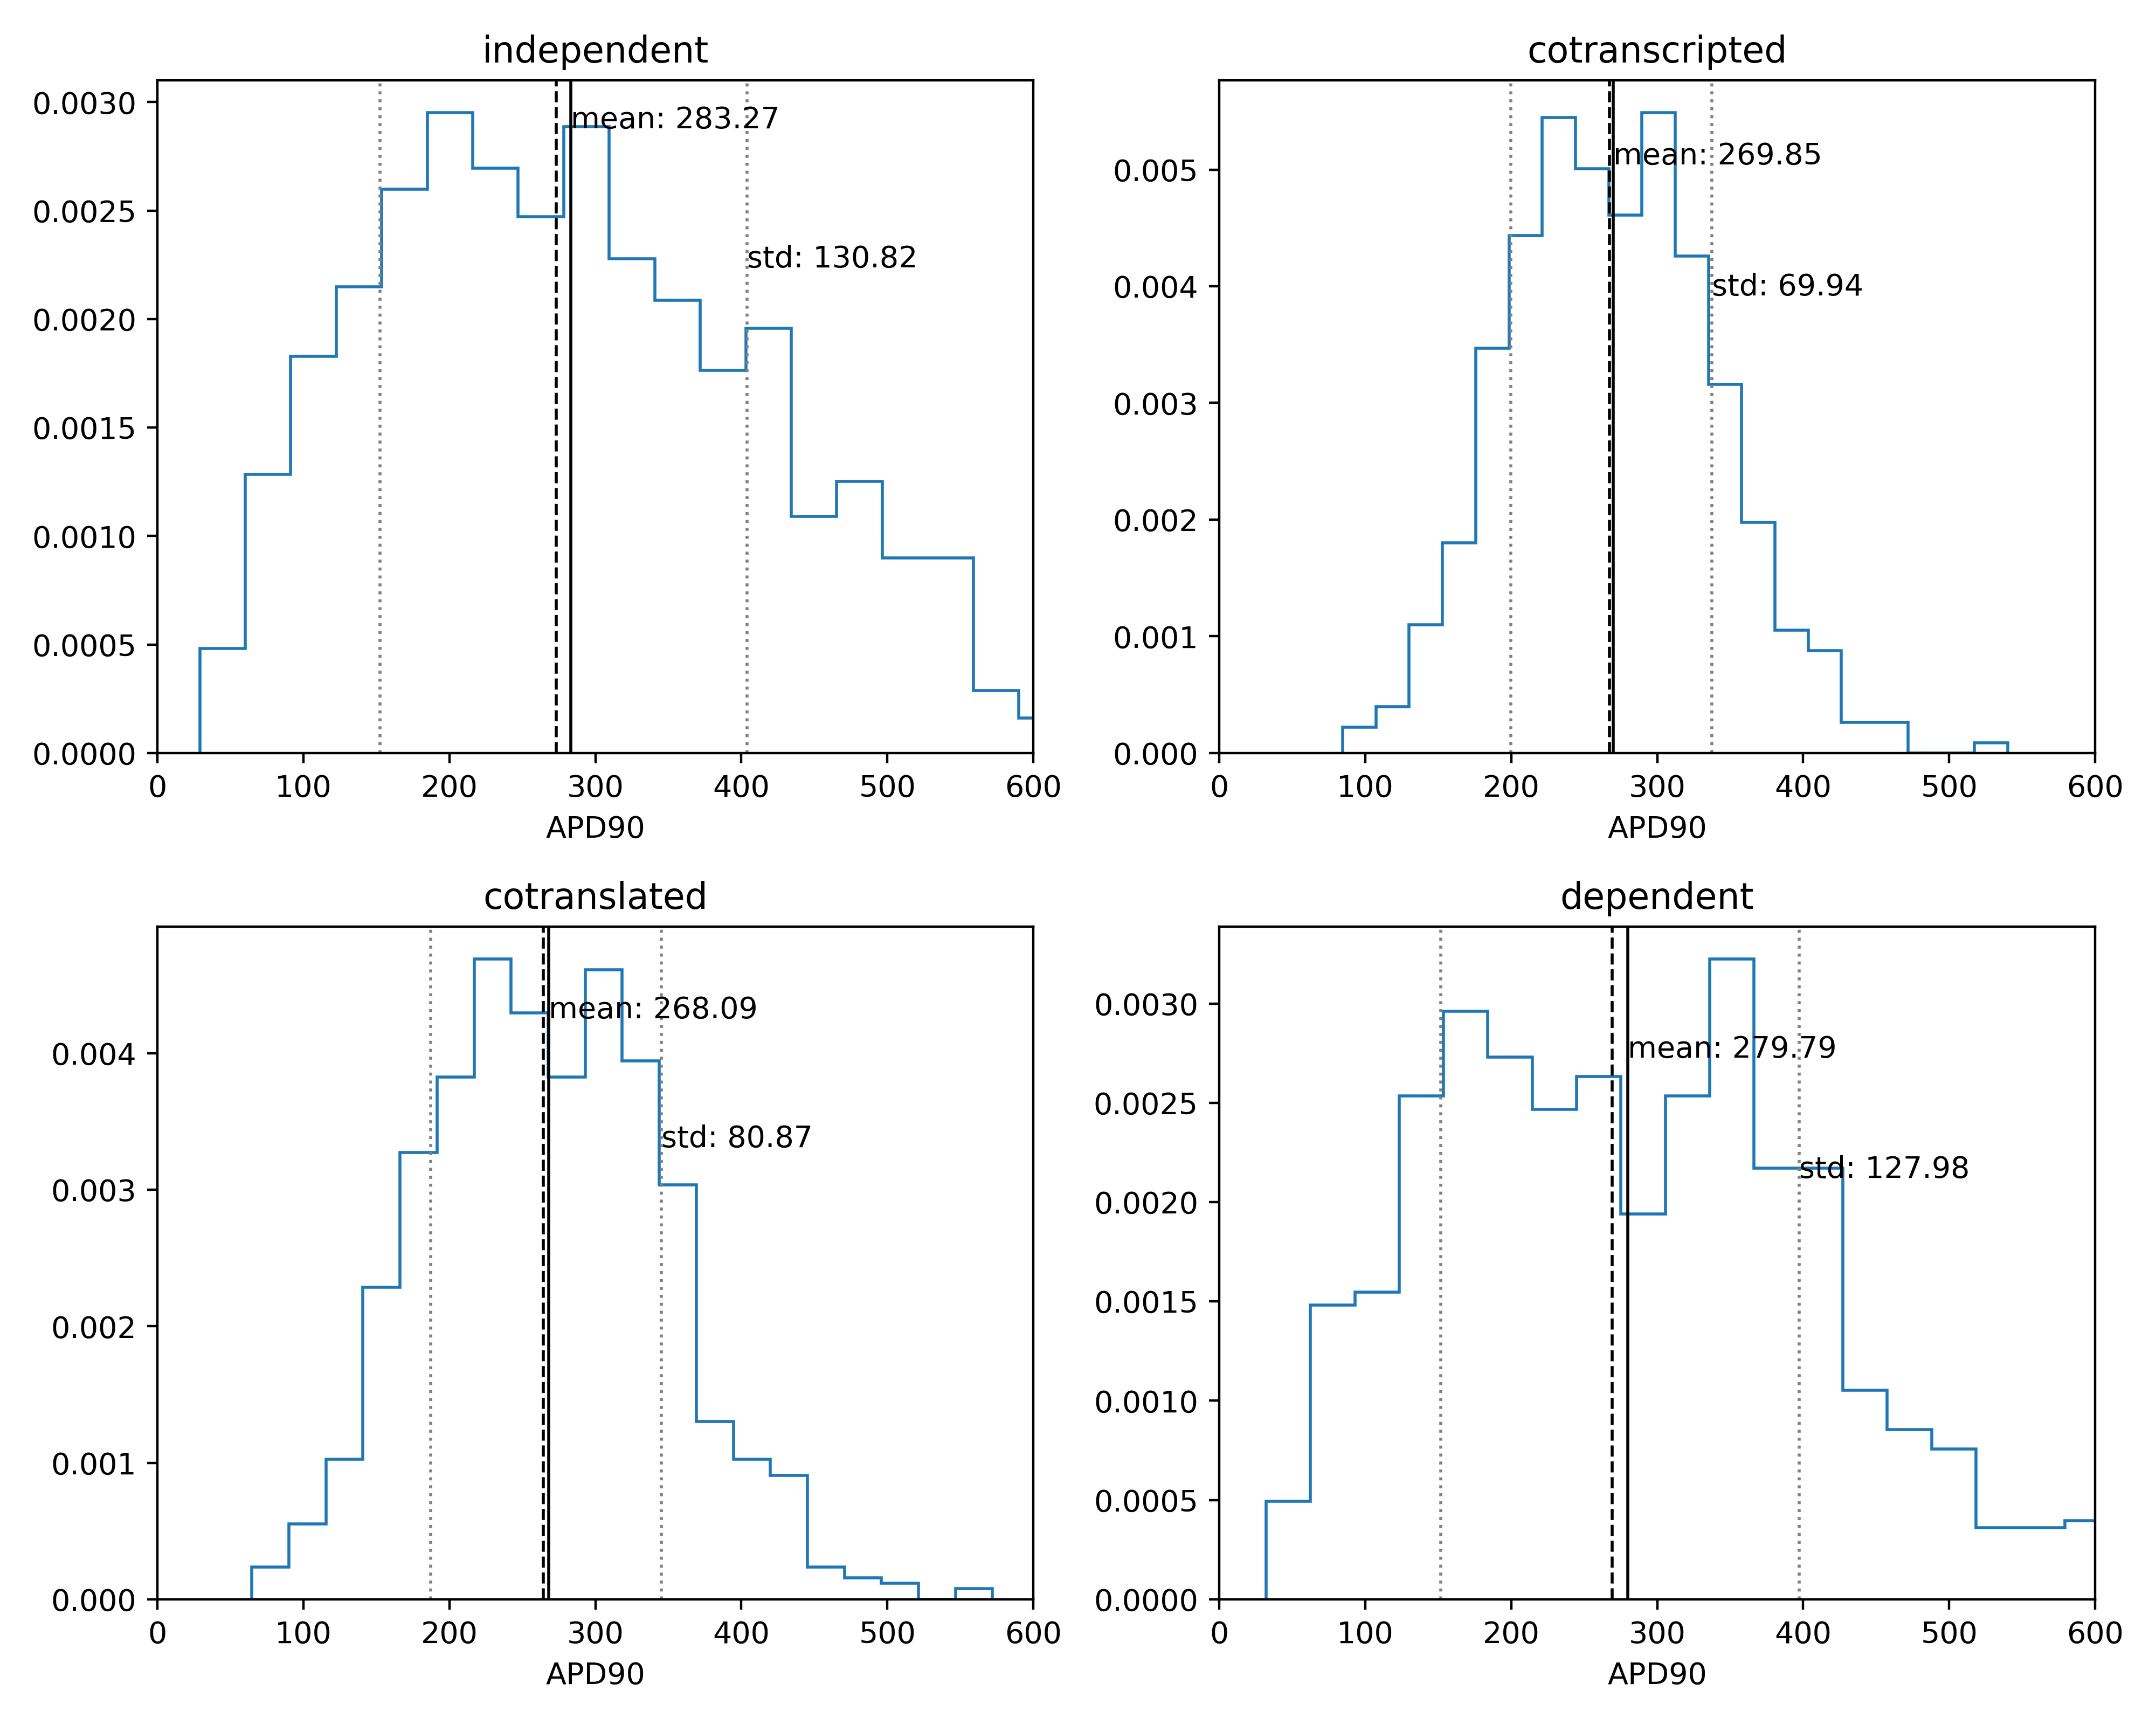 independent
0.0030
0.0025
0.0020
0.0015
0.0010
0.0005
0.0000
mean: 283.27
std: 130.82
0 100 200 300 400 500 600
APD90
cotranscripted
0.005
0.004
0.003
0.002
0.001
0.000
mean: 269.85
std: 69.94
0 100 200 300 400 500 600
APD90
cotranslated
0.004
0.003
0.002
0.001
0.000
mean: 268.09
std: 80.87
0 100 200 300 400 500 600
APD90
dependent
0.0030
0.0025
0.0020
0.0015
0.0010
0.0005
0.0000
mean: 279.79
std: 127.98
0 100 200 300 400 500 600
APD90